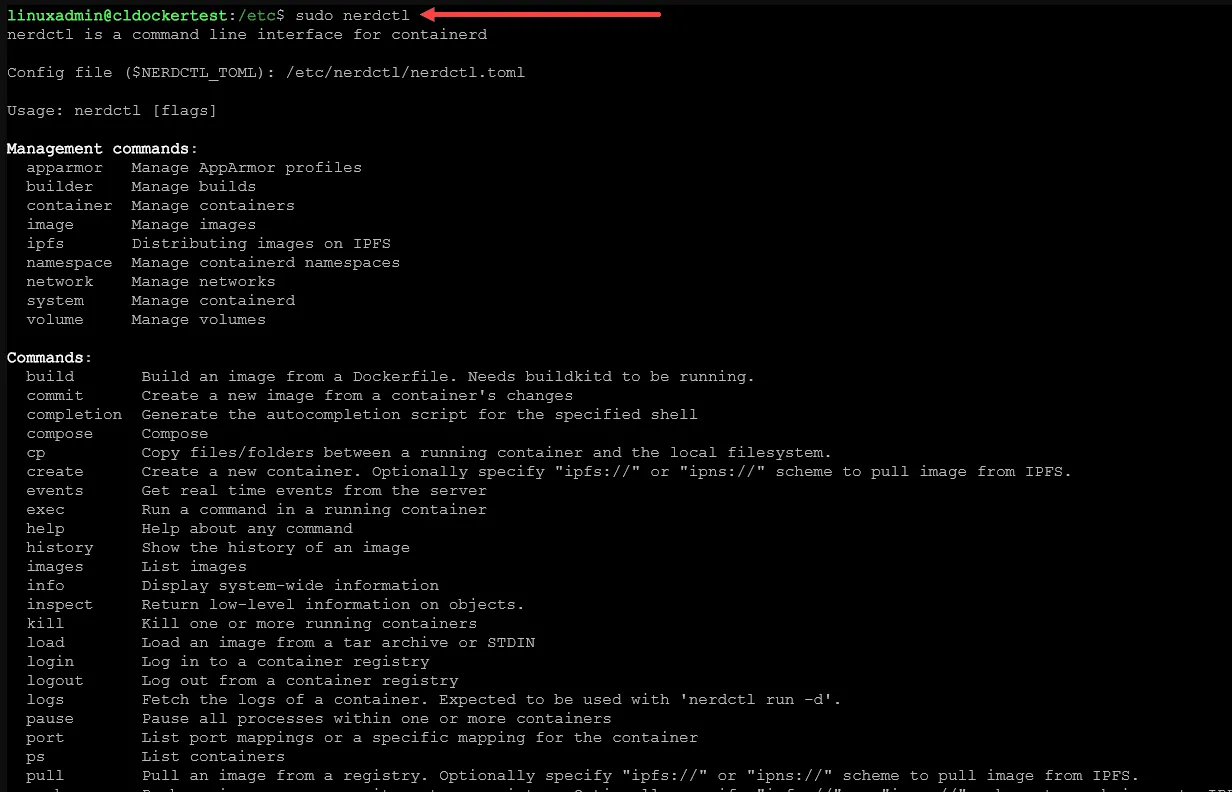 linuxadmin@cldockertest:/etc$ sudo nerdctl
nerdctl is a command line interface for containerd
Config file ($NERDCTL_TOML): /etc/nerdctl/nerdctl.toml
Usage: nerdctl [flags]
Management commands:
apparmor Manage AppArmor profiles
builder Manage builds
container Manage containers
image Manage images
ipfs Distributing images on IPFS
namespace Manage containerd namespaces
network Manage networks
system Manage containerd
volume Manage volumes
Commands:
build Build an image from a Dockerfile. Needs buildkitd to be running.
commit Create a new image from a container's changes
completion Generate the autocompletion script for the specified shell
compose Compose
cp Copy files/folders between a running container and the local filesystem.
create Create a new container. Optionally specify "ipfs://" or "ipns://" scheme to pull image from IPFS.
events Get real time events from the server
exec Run a command in a running container
help Help about any command
history Show the history of an image
images List images
info Display system-wide information
inspect Return low-level information on objects.
kill Kill one or more running containers
load Load an image from a tar archive or STDIN
login Log in to a container registry
logout Log out from a container registry
logs Fetch the logs of a container. Expected to be used with 'nerdctl run -d'.
pause Pause all processes within one or more containers
port List port mappings or a specific mapping for the container
ps List containers
pull Pull an image from a registry. Optionally specify "ipfs://" or "ipns://" scheme to pull image from IPFS.